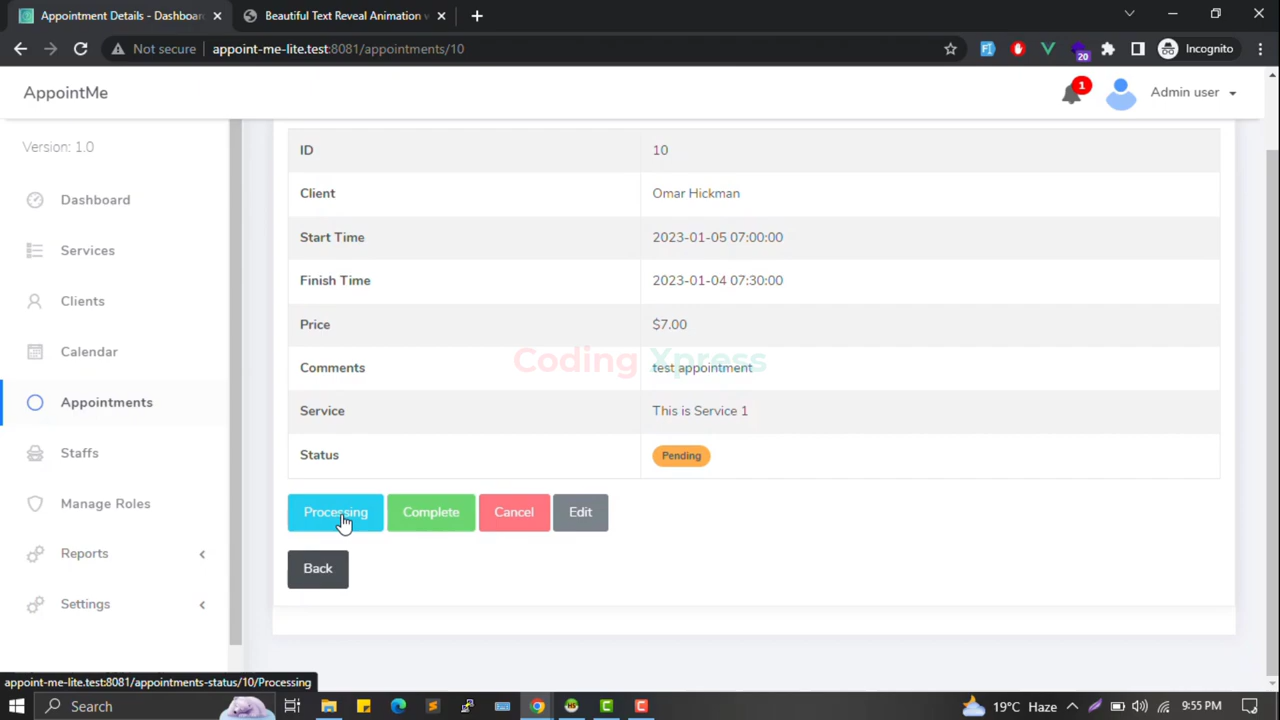 Appointment Details - Dashboar
Beautiful Text Reveal Animation
Not secure
appoint-me-lite.test:8081/appointments/10
20
Incognito
AppointMe
1
Admin user
Version: 1.0
Dashboard
Services
Clients
Calendar
Appointments
Staffs
Manage Roles
Reports
Settings
ID 10
Client Omar Hickman
Start Time 2023-01-05 07:00:00
Finish Time 2023-01-04 07:30:00
Price $7.00
Coding Xpress
Comments test appointment
Service This is Service 1
Status Pending
Processing Complete Cancel Edit
Back
appoint-me-lite.test:8081/appointments-status/10/Processing
Search
19°C Haze
9:55 PM